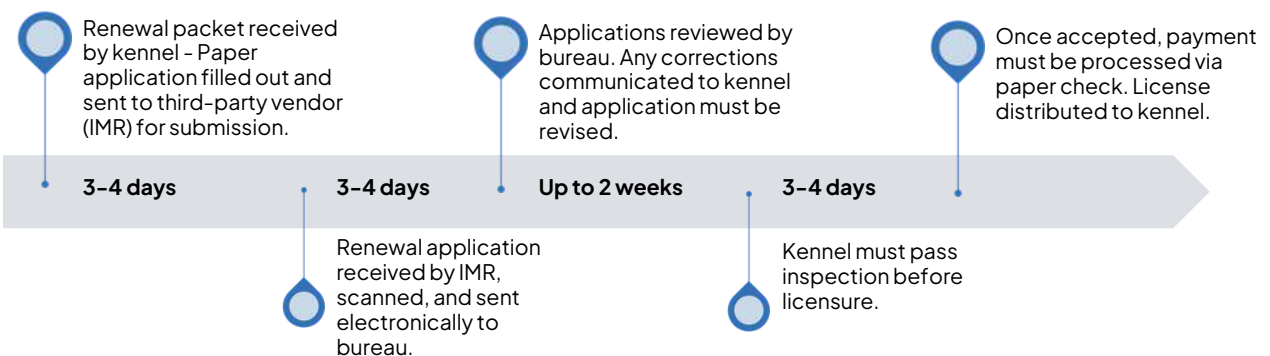 Renewal packet received
by kennel - Paper
application filled out and
sent to third-party vendor
(IMR) for submission.
3-4 days
Renewal application
received by IMR,
scanned, and sent
electronically to
bureau.
3-4 days
Applications reviewed by
bureau. Any corrections
communicated to kennel
and application must be
revised.
Up to 2 weeks
Kennel must pass
inspection before
licensure.
3-4 days
Once accepted, payment
must be processed via
paper check. License
distributed to kennel.